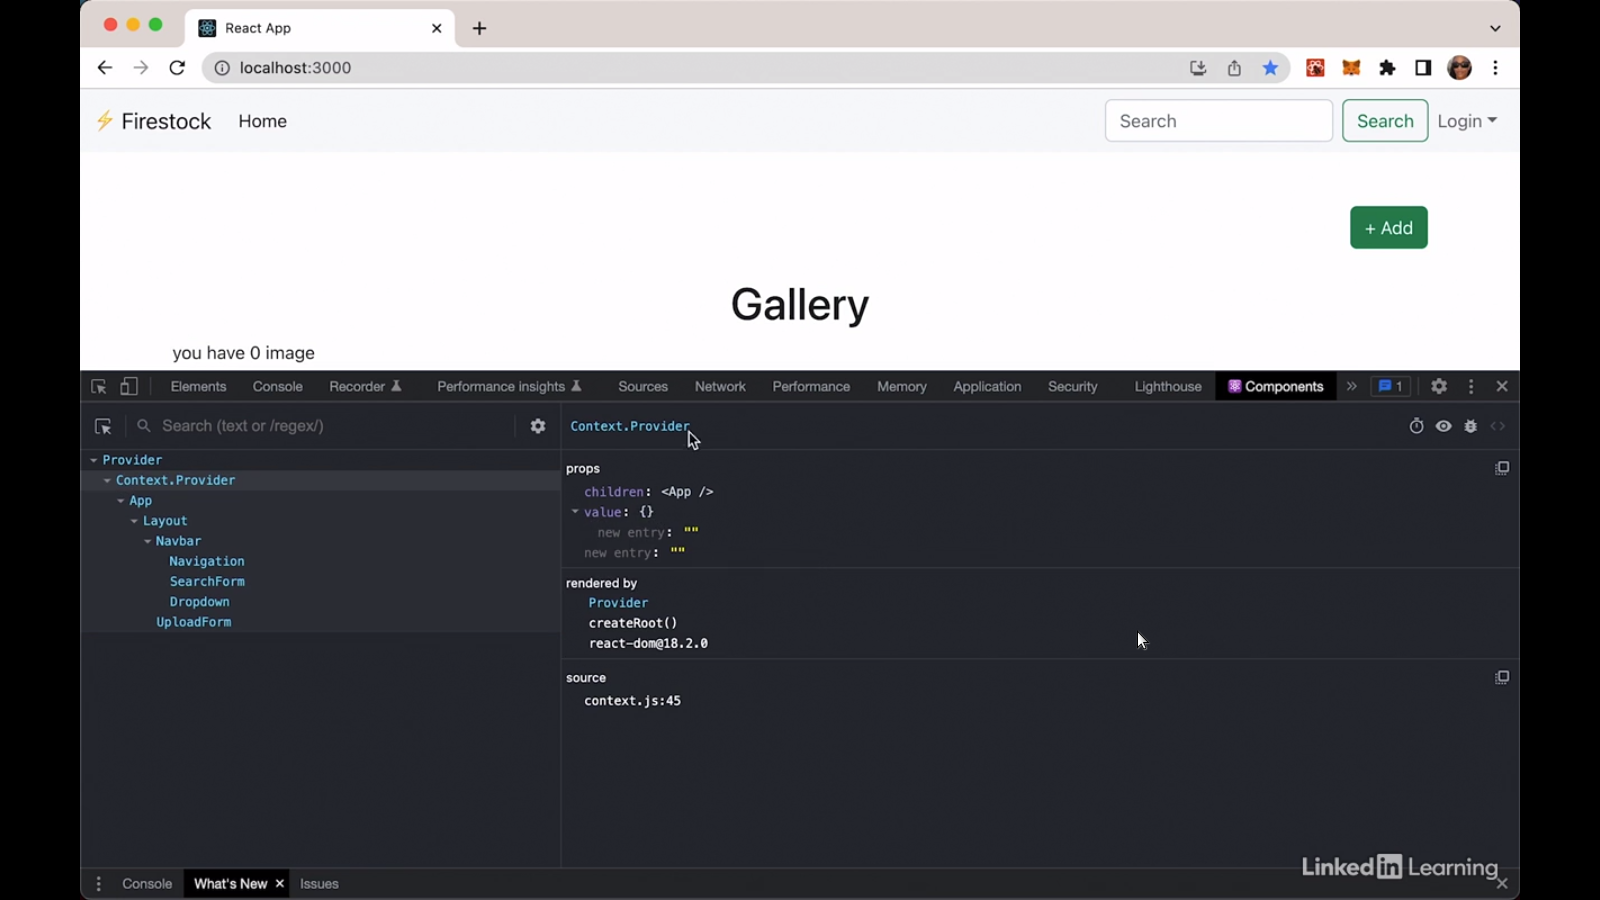 React App
localhost:3000
Firestock
Home
Search
Search
Login
+ Add
Gallery
you have 0 image
Elements
Console
Recorder
Performance insights
Sources
Network
Performance
Memory
Application
Security
Lighthouse
Components
1
Search (text or /regex/)
Provider
Context.Provider
App
Layout
Navbar
Navigation
SearchForm
Dropdown
UploadForm
Context.Provider
props
children: <App />
value: {}
new entry: ""
new entry: ""
rendered by
Provider
createRoot()
react-dom@18.2.0
source
context.js:45
Linked in Learning
Console
What's New
Issues